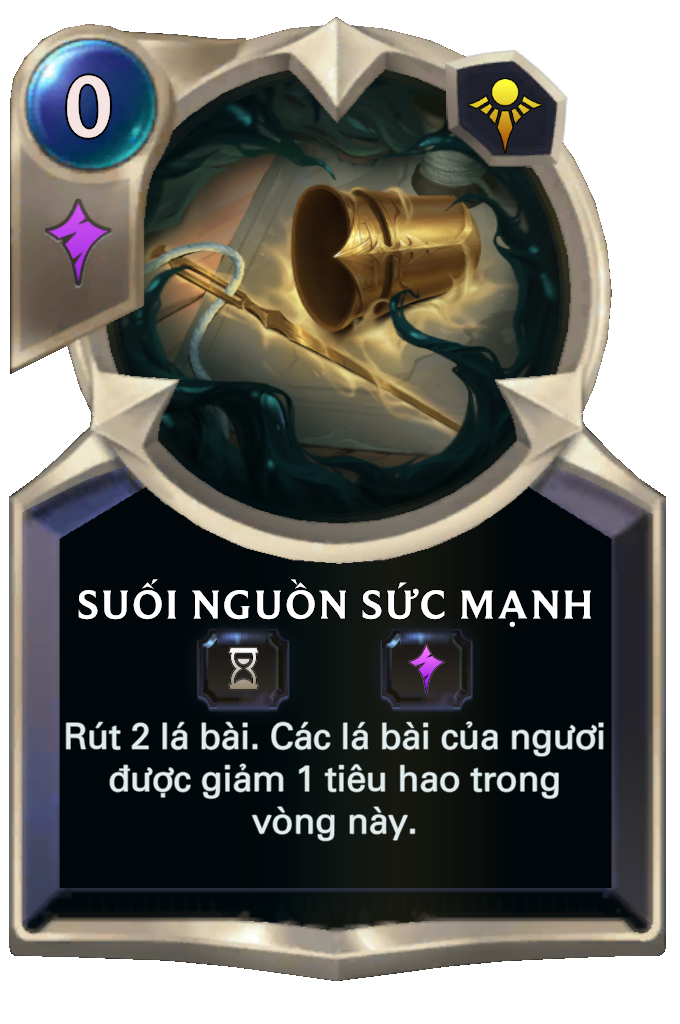 0
SUỐI NGUỒN SỨC MẠNH
Rút 2 lá bài. Các lá bài của ngươi
được giảm 1 tiêu hao trong
vòng này.